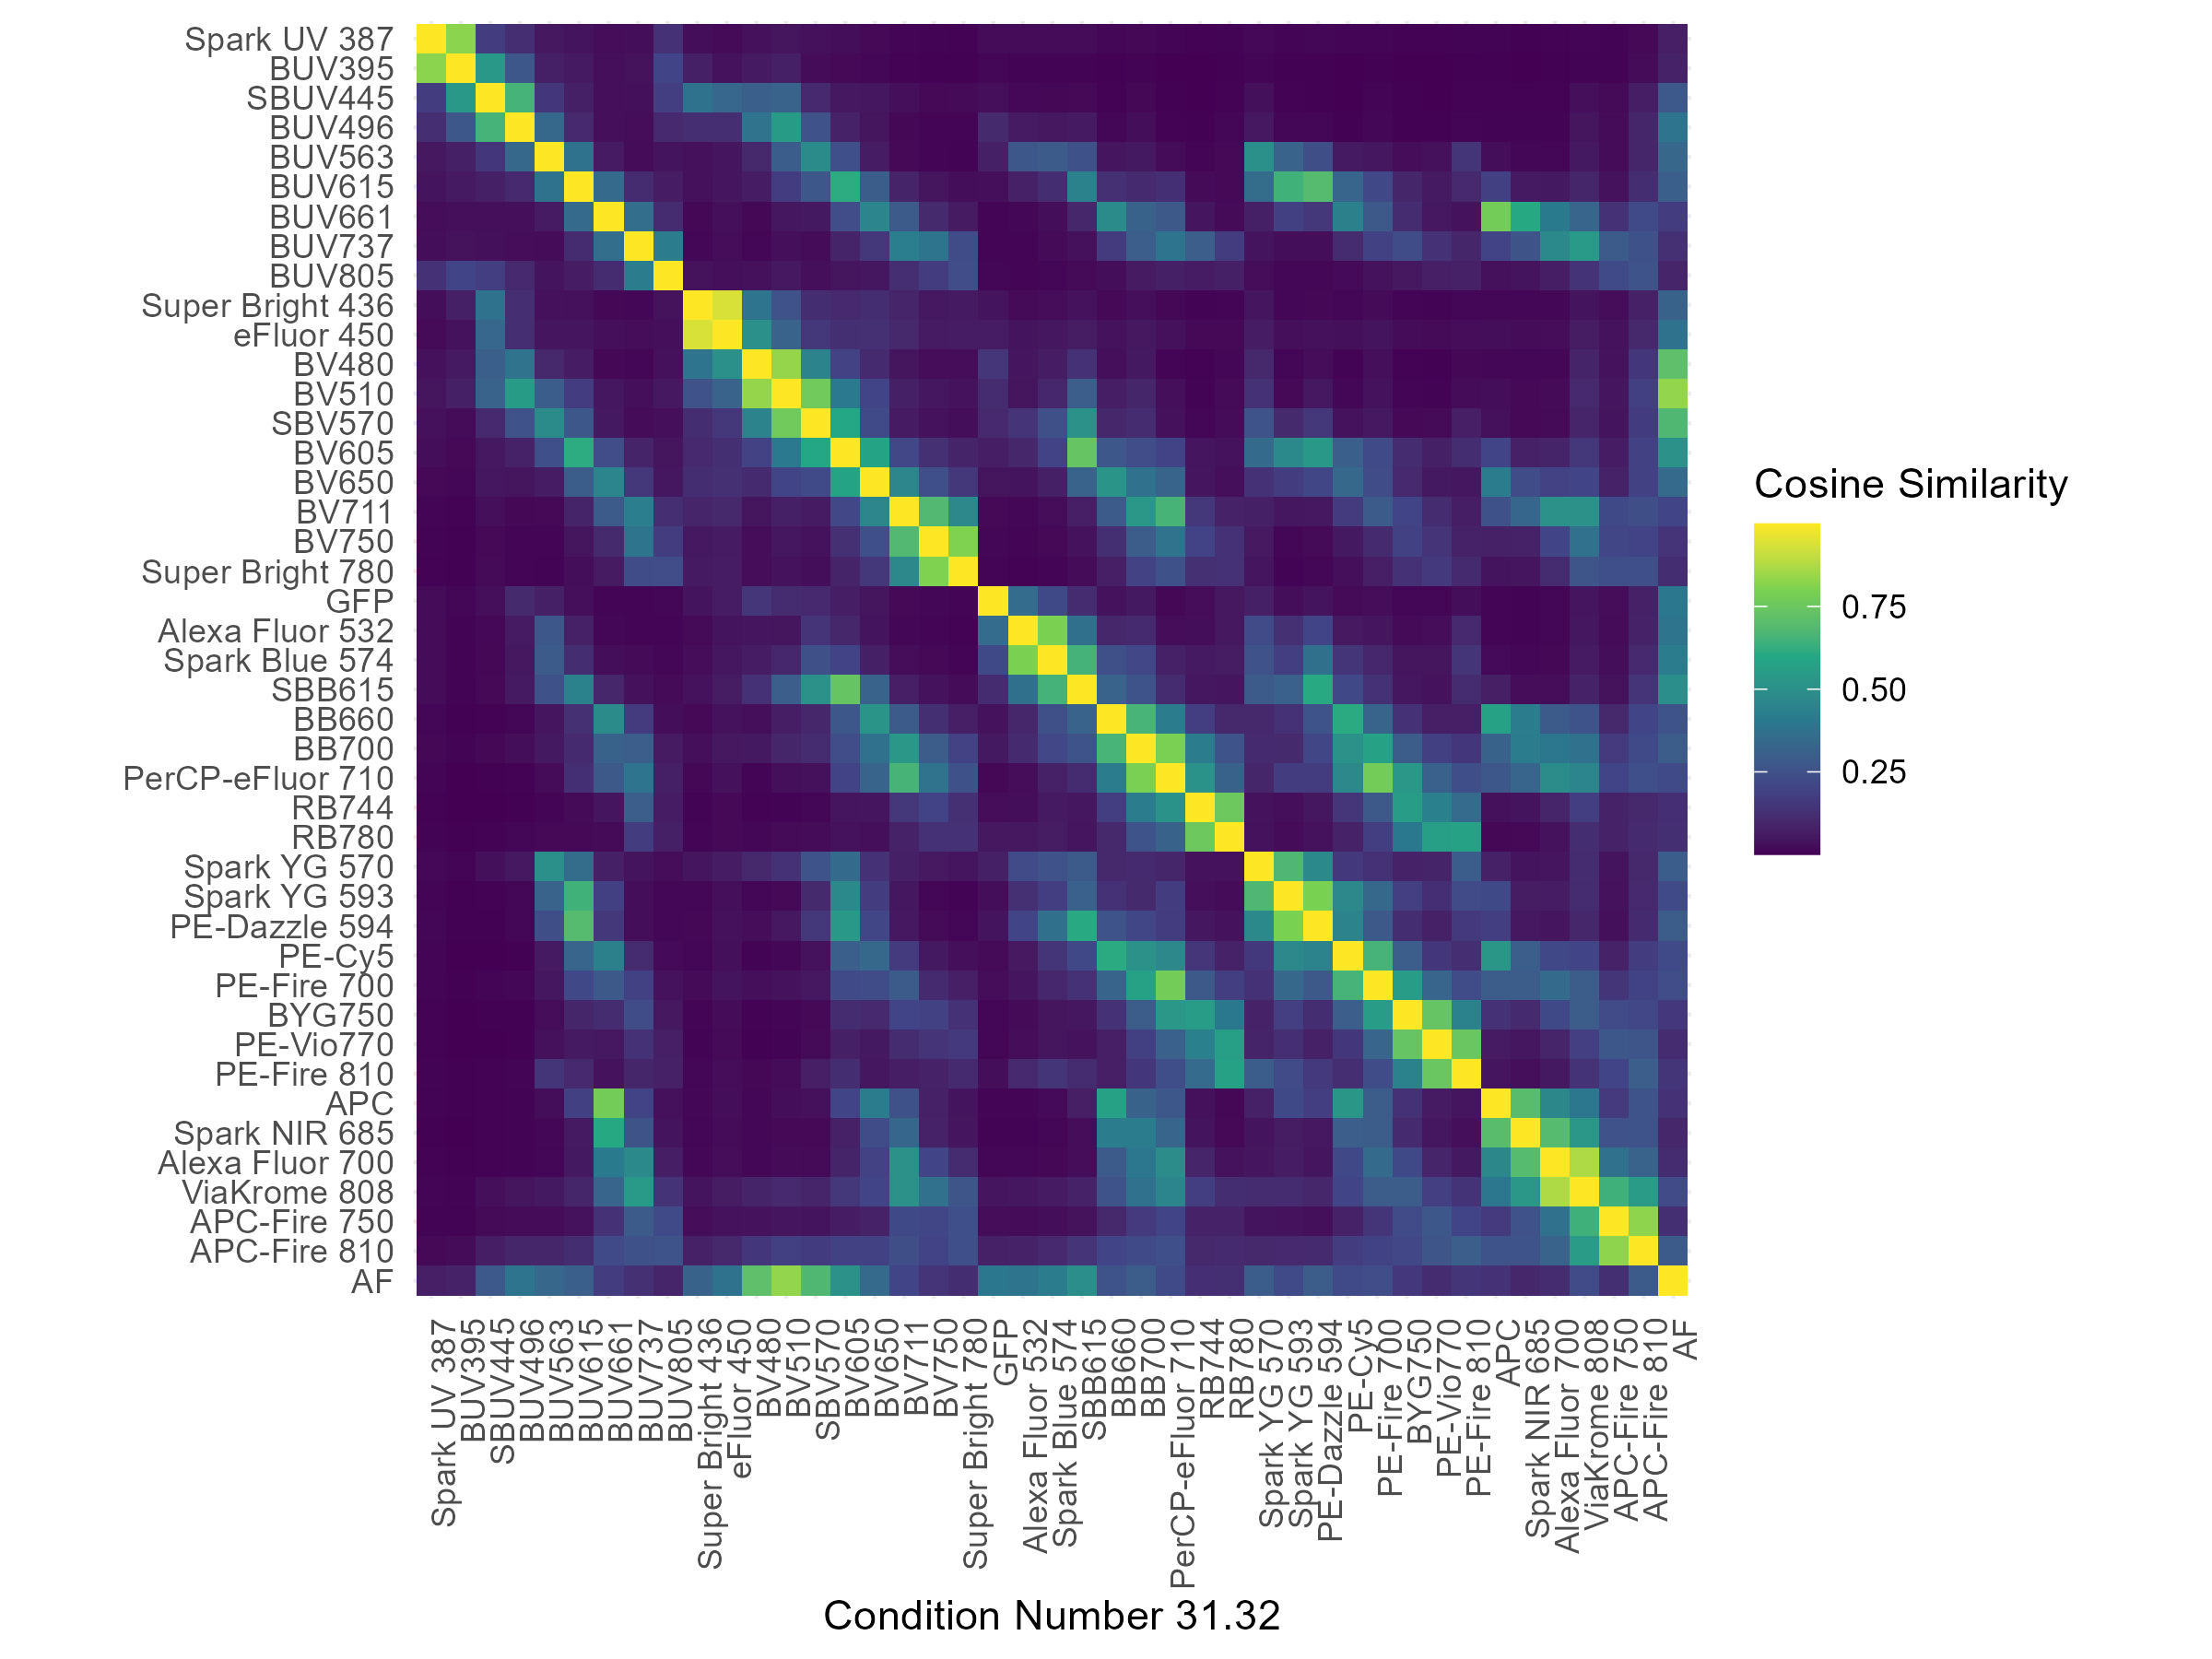 Spark UV 387
BUV395
SBUV445
BUV496
BUV563
BUV615
BUV661
BUV737
BUV805
Super Bright 436
eFluor 450
BV480
BV510
SBV570
BV605
BV650
BV711
BV750
Super Bright 780
GFP
Alexa Fluor 532
Spark Blue 574
SBB615
BB660
BB700
PerCP-eFluor 710
RB744
RB780
Spark YG 570
Spark YG 593
PE-Dazzle 594
PE-Cy5
PE-Fire 700
BYG750
PE-Vio770
PE-Fire 810
APC
Spark NIR 685
Alexa Fluor 700
ViaKrome 808
APC-Fire 750
APC-Fire 810
AF
Spark UV 387
BUV395
SBUV445
BUV496
BUV563
BUV615
BUV661
BUV737
BUV805
Super Bright 436
eFluor 450
BV480
BV510
SBV570
BV605
BV650
BV711
BV750
Super Bright 780
GFP
Alexa Fluor 532
Spark Blue 574
SBB615
BB660
BB700
PerCP-eFluor 710
RB744
RB780
Spark YG 570
Spark YG 593
PE-Dazzle 594
PE-Cy5
PE-Fire 700
BYG750
PE-Vio770
PE-Fire 810
APC
Spark NIR 685
Alexa Fluor 700
ViaKrome 808
APC-Fire 750
APC-Fire 810
AF
Condition Number 31.32
Cosine Similarity
0.75
0.50
0.25